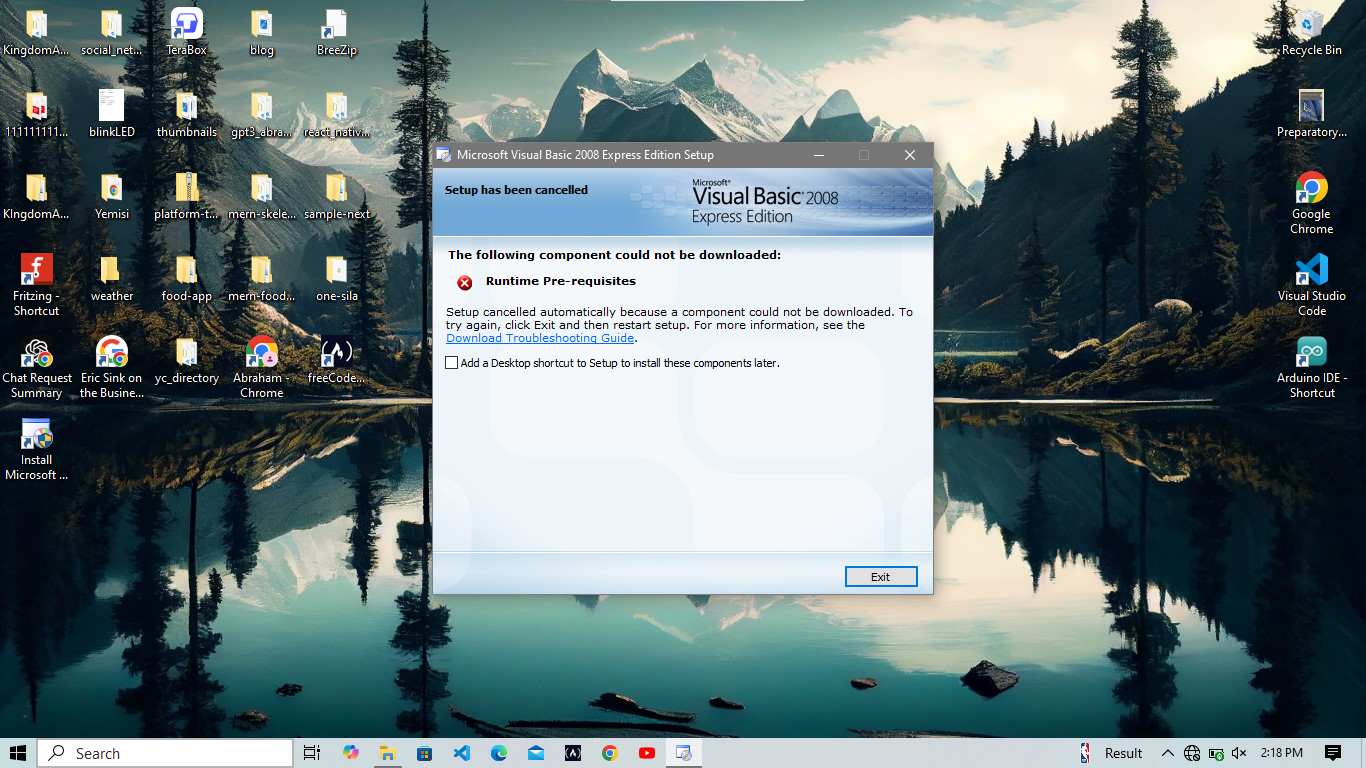 KingdomA...
social_net...
TeraBox
blog
BreeZip
Recycle Bin
111111111...
blinkLED
thumbnails
gpt3_abra...
react_nativ...
Preparatory...
KIngdomA...
Yemisi
platform-t...
mern-skele...
sample-next
Google
Chrome
Fritzing -
Shortcut
weather
food-app
mern-food...
one-sila
Visual Studio
Code
Chat Request
Summary
Eric Sink on
the Busine...
yc_directory
Abraham -
Chrome
freeCode...
Arduino IDE -
Shortcut
Install
Microsoft ...
Microsoft Visual Basic 2008 Express Edition Setup
Setup has been cancelled
Microsoft®
Visual Basic® 2008
Express Edition
The following component could not be downloaded:
Runtime Pre-requisites
Setup cancelled automatically because a component could not be downloaded. To
try again, click Exit and then restart setup. For more information, see the
Download Troubleshooting Guide.
Add a Desktop shortcut to Setup to install these components later.
Exit
Search
Result
2:18 PM